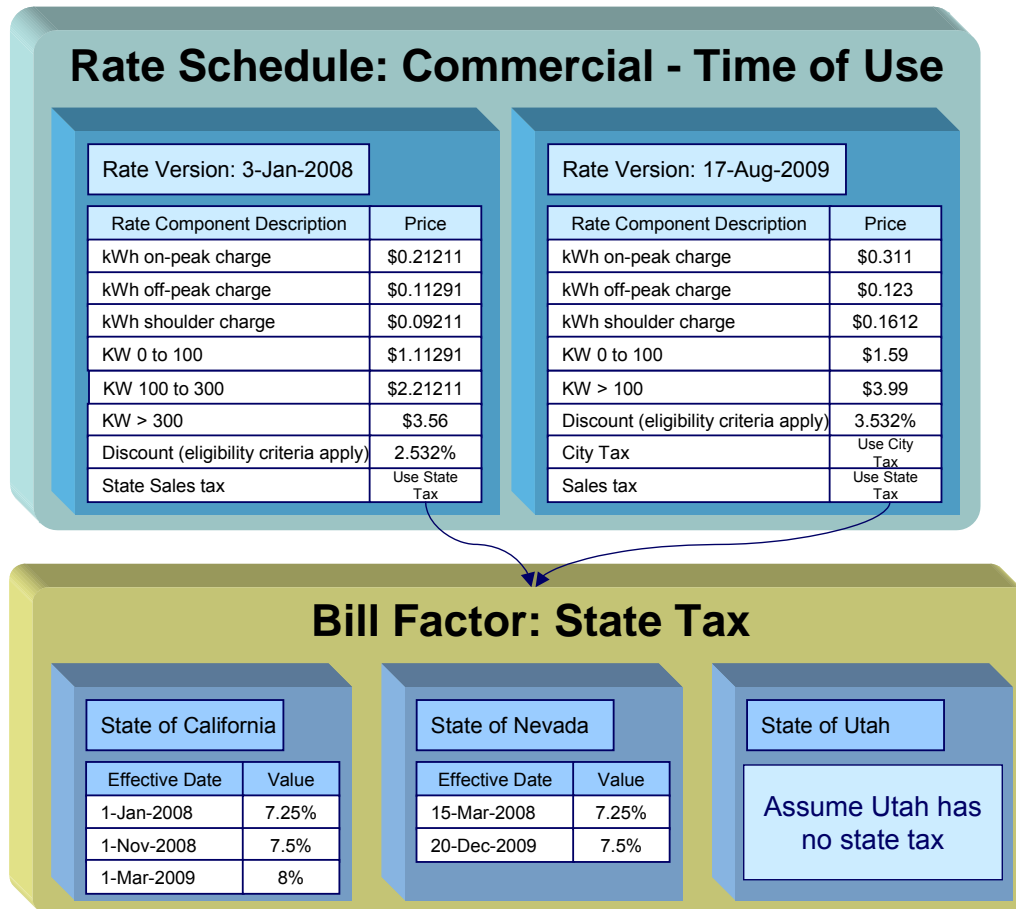 Rate Schedule: Commercial - Time of Use
Rate Version: 3-Jan-2008
Rate Component Description Price
kWh on-peak charge $0.21211
kWh off-peak charge $0.11291
kWh shoulder charge $0.09211
KW 0 to 100 $1.11291
KW 100 to 300 $2.21211
KW > 300 $3.56
Discount (eligibility criteria apply) 2.532%
State Sales tax Use State
Tax
Rate Version: 17-Aug-2009
Rate Component Description Price
kWh on-peak charge $0.311
kWh off-peak charge $0.123
kWh shoulder charge $0.1612
KW 0 to 100 $1.59
KW > 100 $3.99
Discount (eligibility criteria apply) 3.532%
City Tax Use City
Tax
Sales tax Use State
Tax
Bill Factor: State Tax
State of California
Effective Date Value
1-Jan-2008 7.25%
1-Nov-2008 7.5%
1-Mar-2009 8%
State of Nevada
Effective Date Value
15-Mar-2008 7.25%
20-Dec-2009 7.5%
State of Utah
Assume Utah has
no state tax